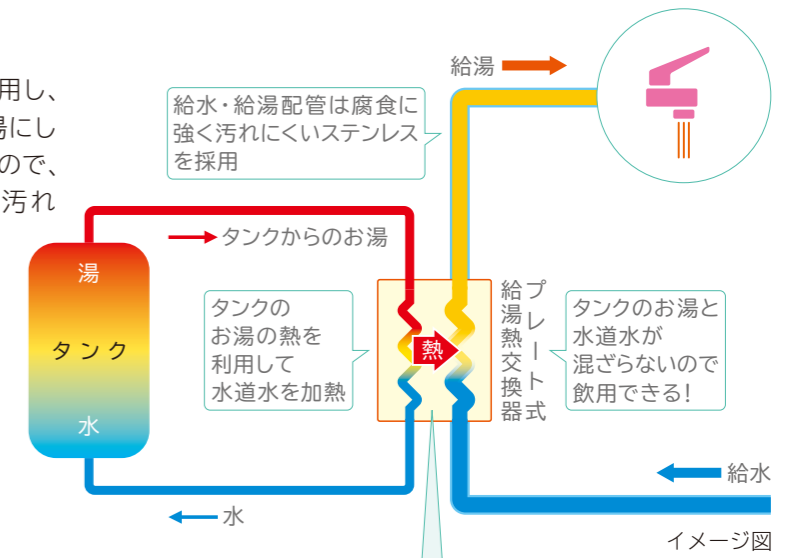 用し、
湯にし
ので、
汚れ
給湯
給水・給湯配管は腐食に
強く汚れにくいステンレス
を採用
タンクからのお湯
湯
タンク
水
タンクの
お湯の熱を
利用して
水道水を加熱
熱
プレート式
給湯熱交換器
タンクのお湯と
水道水が
混ざらないので
飲用できる!
給水
水
イメージ図